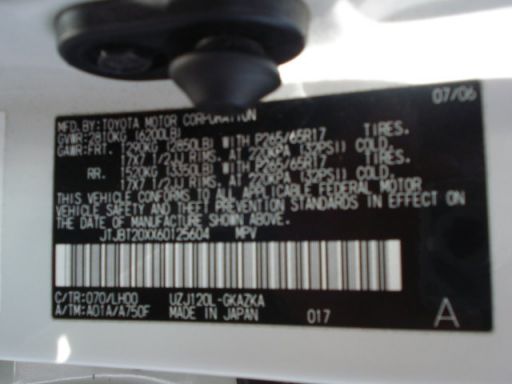 07/06
MFD.BY: TOYOTA MOTOR CORPORATION
GVWR: 2810KG (6200LB)
GAWR: FRT. 1290KG (2850LB) WITH P265/65R17 TIRES.
17X7 1/2JJ RIMS. AT 220KPA (32PSI) COLD.
RR. 1520KG (3350LB) WITH P265/65R17 TIRES.
17X7 1/2JJ RIMS. AT 220KPA (32PSI) COLD.
THIS VEHICLE CONFORMS TO ALL APPLICABLE FEDERAL MOTOR
VEHICLE SAFETY AND THEFT PREVENTION STANDARDS IN EFFECT ON
THE DATE OF MANUFACTURE SHOWN ABOVE.
JTJBT20XX60125604 MPV
C/TR: 070/LH00 UZJ120L-GKAZKA
A/TM: A01A/A750F MADE IN JAPAN 017 A